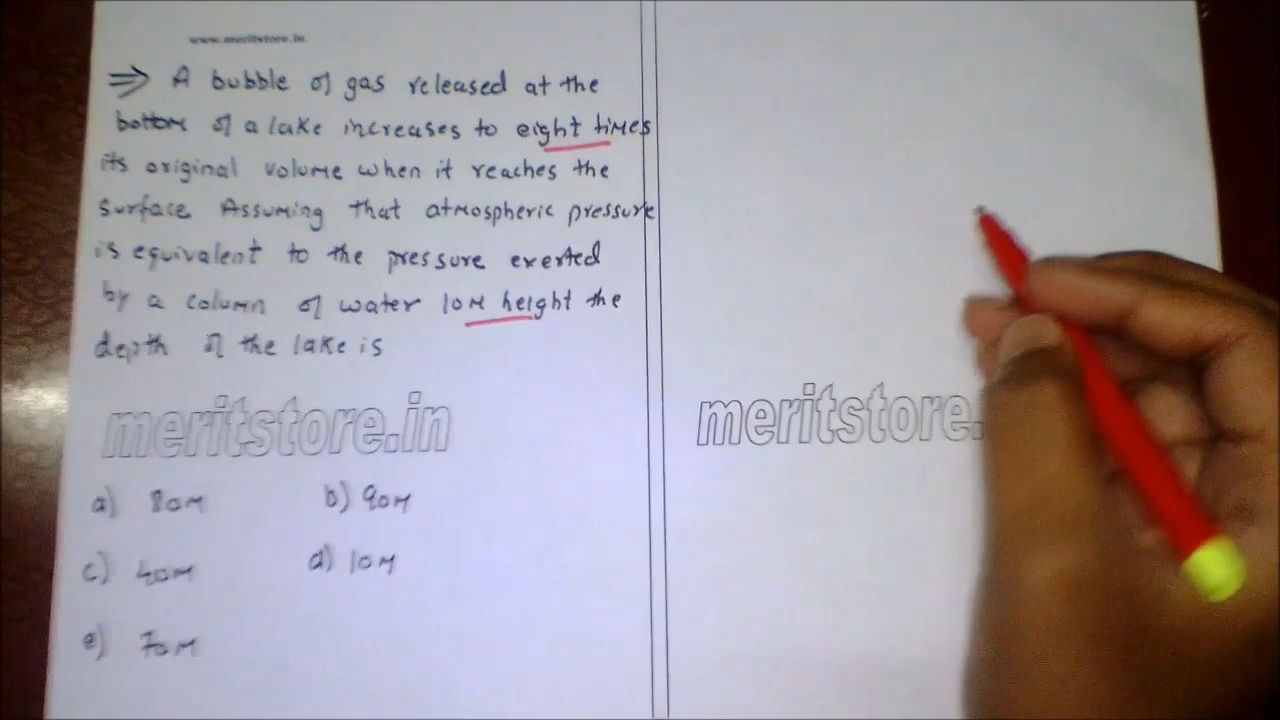 www.meritstore.in
⇒ A bubble of gas released at the
bottom of a lake increases to eight times
its original volume when it reaches the
surface Assuming that atmospheric pressure
is equivalent to the pressure exerted
by a column of water 10M height the
depth of the lake is
meritstore.in
meritstore.
a) 80M b) 90M
c) 40M d) 10M
e) 70M